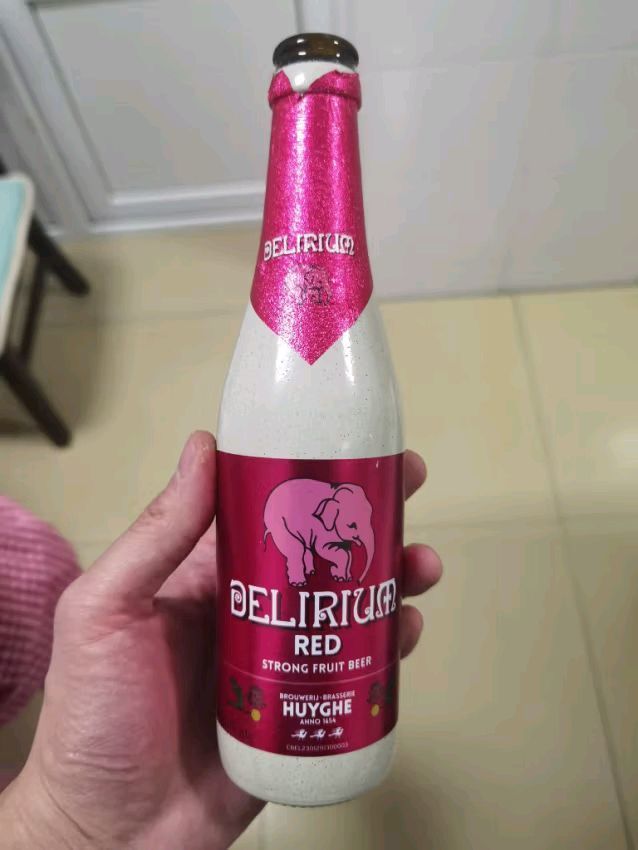 DELIRIUM
DELIRIUM
RED
STRONG FRUIT BEER
BROUWERIJ - BRASSERIE
HUYGHE
ANNO 1654